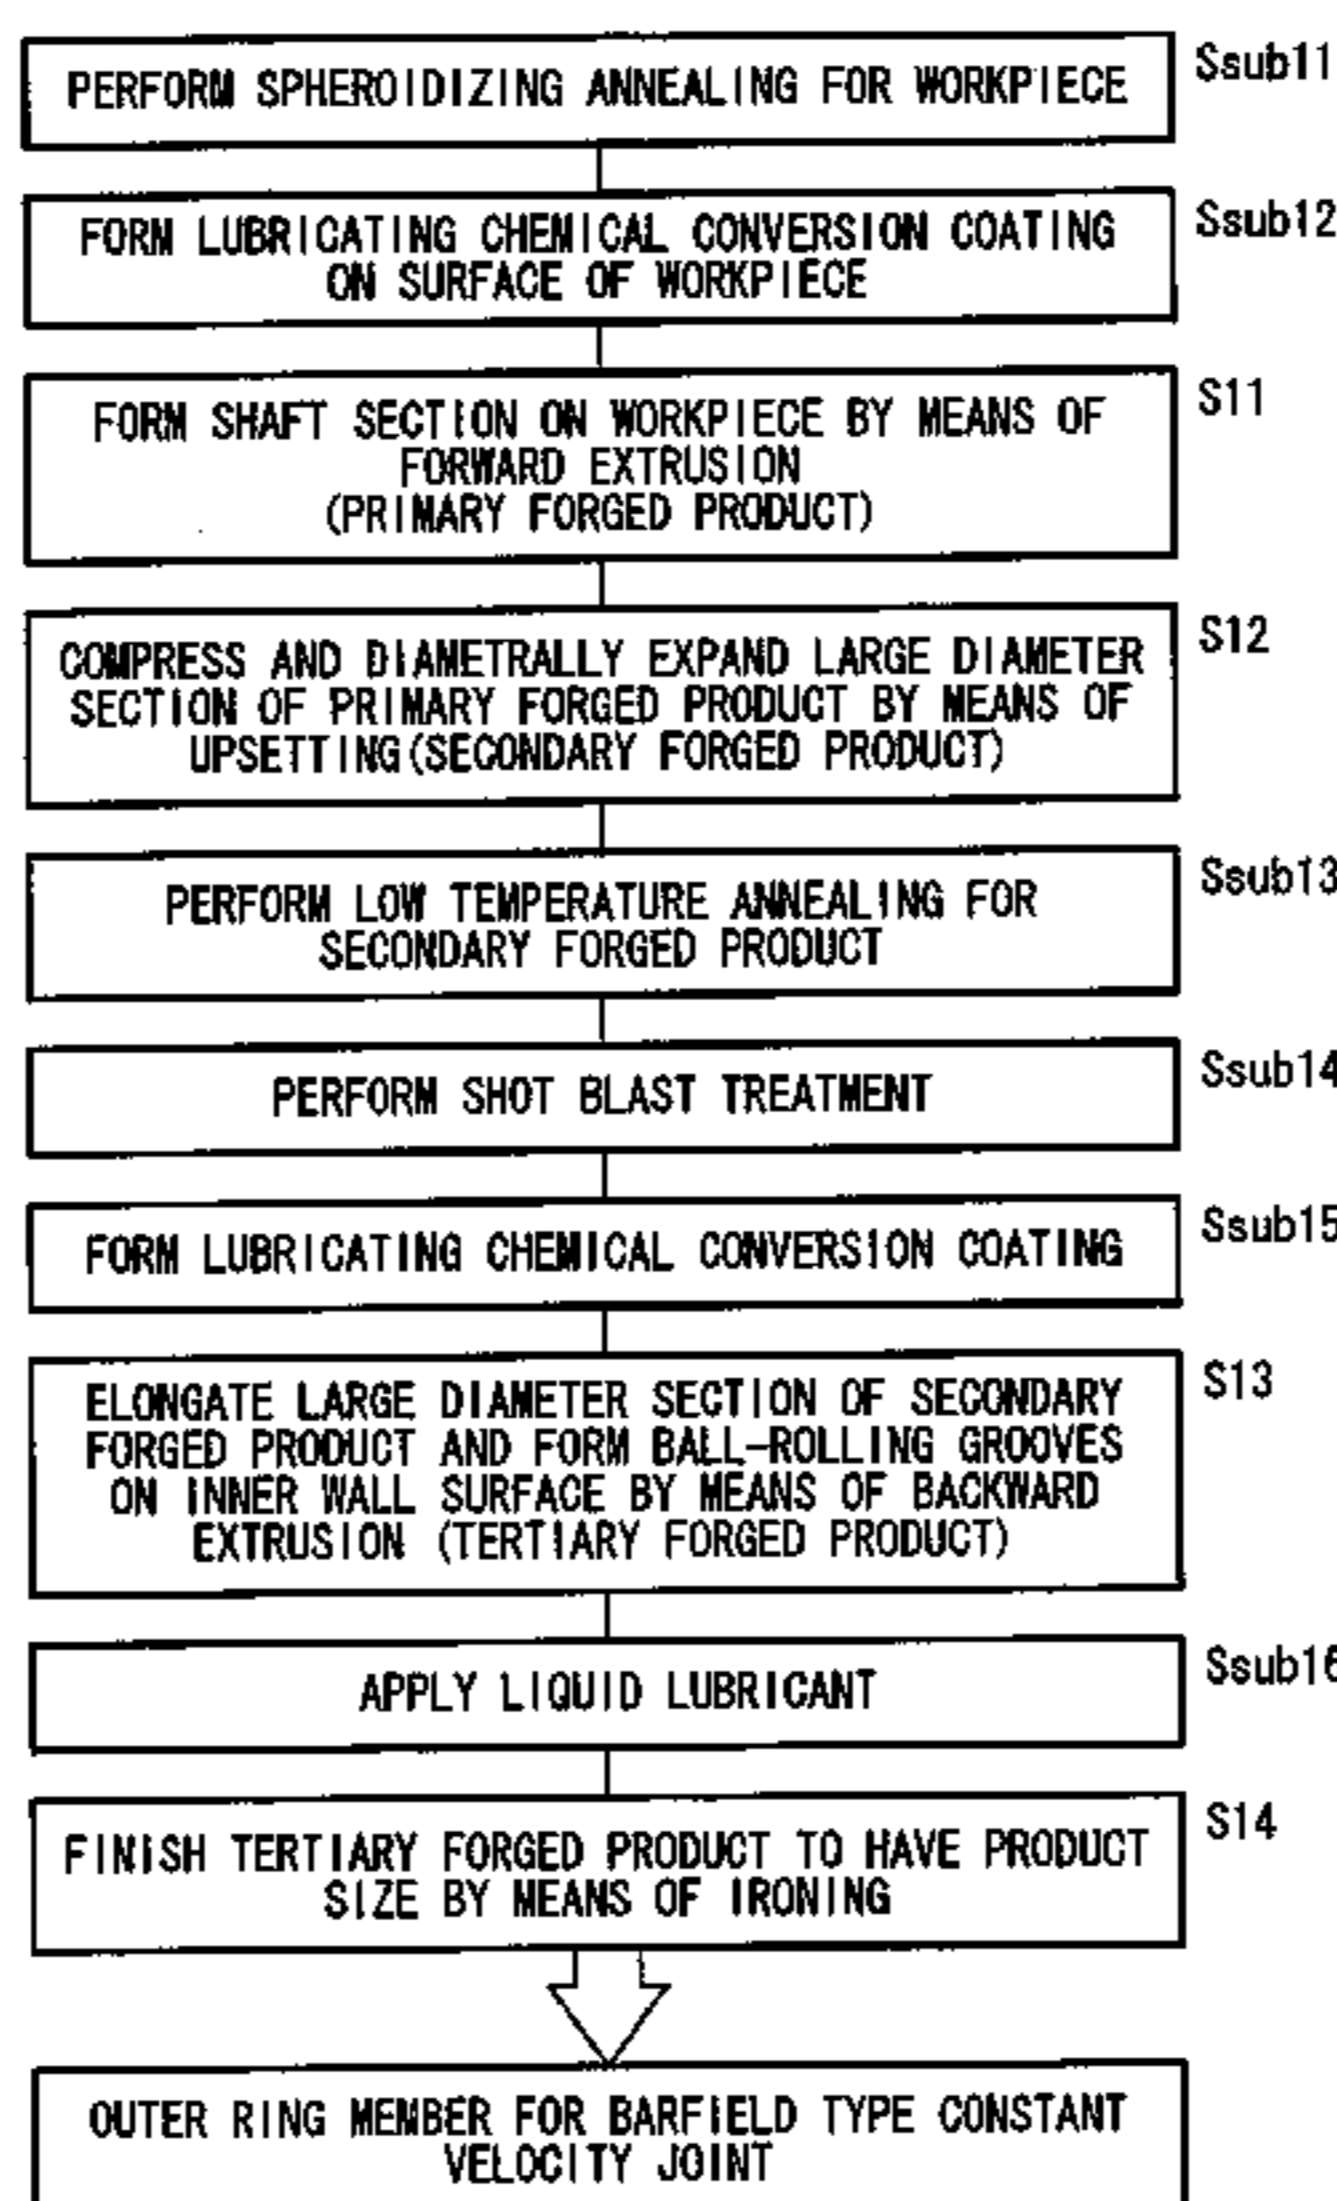 PERFORM SPHEROIDIZING ANNEALING FOR WORKPIECE
Ssub11
FORM LUBRICATING CHEMICAL CONVERSION COATING
ON SURFACE OF WORKPIECE
Ssub12
FORM SHAFT SECTION ON WORKPIECE BY MEANS OF
FORWARD EXTRUSION
(PRIMARY FORGED PRODUCT)
S11
COMPRESS AND DIAMETRALLY EXPAND LARGE DIAMETER
SECTION OF PRIMARY FORGED PRODUCT BY MEANS OF
UPSETTING(SECONDARY FORGED PRODUCT)
S12
PERFORM LOW TEMPERATURE ANNEALING FOR
SECONDARY FORGED PRODUCT
Ssub13
PERFORM SHOT BLAST TREATMENT
Ssub14
FORM LUBRICATING CHEMICAL CONVERSION COATING
Ssub15
ELONGATE LARGE DIAMETER SECTION OF SECONDARY
FORGED PRODUCT AND FORM BALL-ROLLING GROOVES
ON INNER WALL SURFACE BY MEANS OF BACKWARD
EXTRUSION (TERTIARY FORGED PRODUCT)
S13
APPLY LIQUID LUBRICANT
Ssub16
FINISH TERTIARY FORGED PRODUCT TO HAVE PRODUCT
SIZE BY MEANS OF IRONING
S14
OUTER RING MEMBER FOR BARFIELD TYPE CONSTANT
VELOCITY JOINT